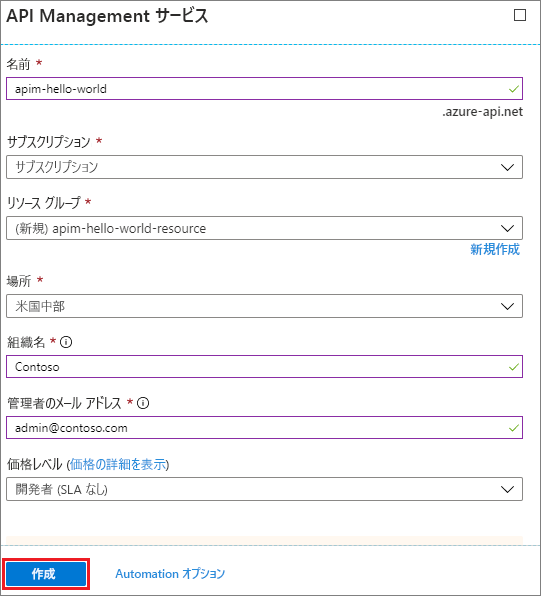 API Management サービス
名前 *
apim-hello-world
.azure-api.net
サブスクリプション *
サブスクリプション
リソース グループ *
(新規) apim-hello-world-resource
新規作成
場所 *
米国中部
組織名 *
Contoso
管理者のメール アドレス *
admin@contoso.com
価格レベル (価格の詳細を表示)
開発者 (SLA なし)
作成 Automation オプション